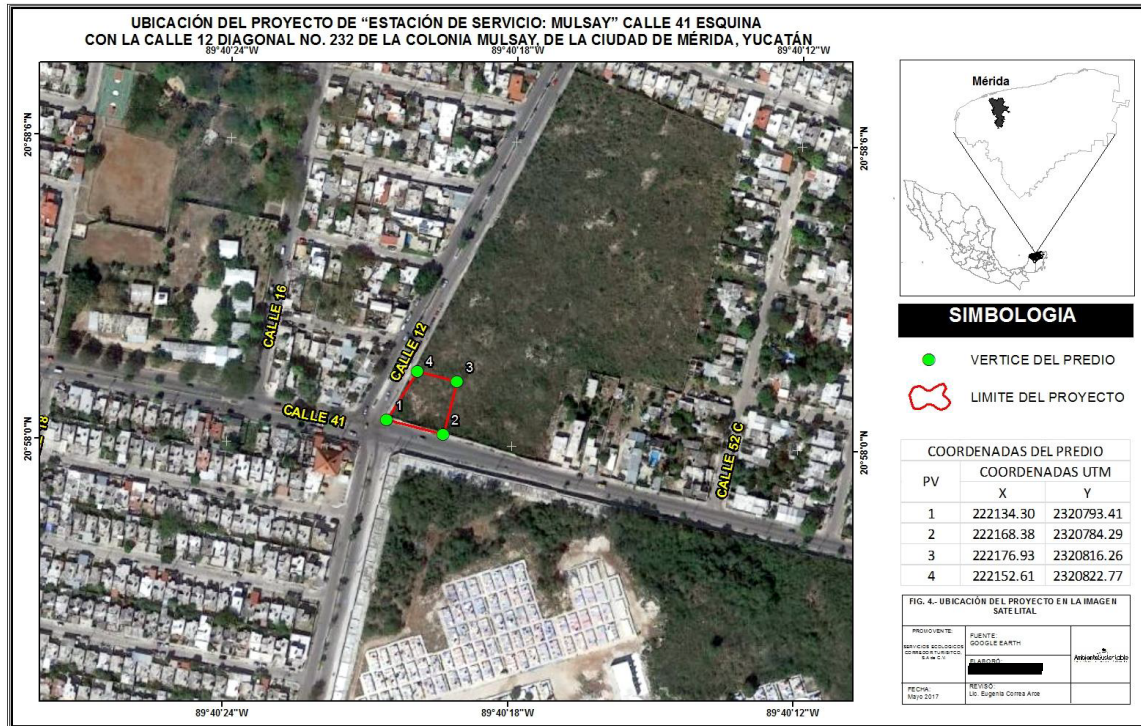 UBICACIÓN DEL PROYECTO DE “ESTACIÓN DE SERVICIO: MULSAY” CALLE 41 ESQUINA
CON LA CALLE 12 DIAGONAL NO. 232 DE LA COLONIA MULSAY, DE LA CIUDAD DE MÉRIDA, YUCATÁN
89°40'24"W 89°40'18"W 89°40'12"W
20°58'6"N
20°58'6"N
CALLE 16
CALLE 12
4
3
1
2
CALLE 41
18
CALLE 52 C
20°58'0"N
20°58'0"N
89°40'24"W 89°40'18"W 89°40'12"W
Mérida
SIMBOLOGIA
VERTICE DEL PREDIO
LIMITE DEL PROYECTO
COORDENADAS DEL PREDIO
PV COORDENADAS UTM
X Y
1 222134.30 2320793.41
2 222168.38 2320784.29
3 222176.93 2320816.26
4 222152.61 2320822.77
FIG. 4.- UBICACIÓN DEL PROYECTO EN LA IMAGEN
SATELITAL
PROMOVENTE:
SERVICIOS ECOLOGICOS
CORREDOR TURISTICO,
S.A de C.V.
FUENTE:
GOOGLE EARTH
ELABORÓ:
FECHA:
Mayo 2017
REVISÓ:
Lic. Eugenia Correa Arce